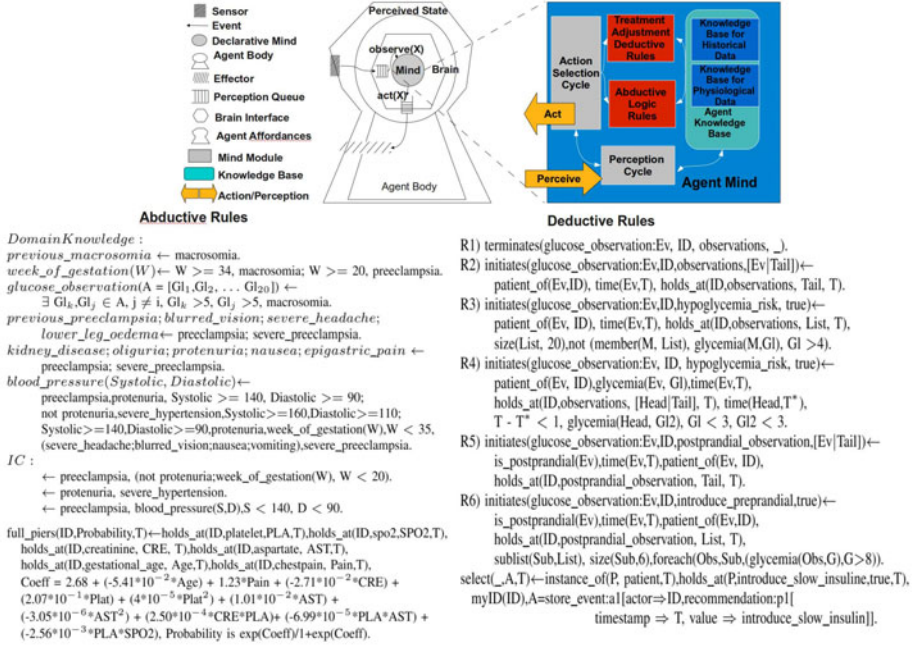 Sensor
Event
Declarative Mind
Agent Body
Effector
Perception Queue
Brain Interface
Agent Affordances
Mind Module
Knowledge Base
Action/Perception
Perceived State
observe(X)
Mind
Brain
act(X)
Agent Body
Action
Selection
Cycle
Treatment
Adjustment
Deductive
Rules
Abductive
Logic
Rules
Knowledge
Base for
Historical
Data
Knowledge
Base for
Physiological
Data
Agent
Knowledge
Base
Act
Perceive
Perception
Cycle
Agent Mind
Abductive Rules
DomainKnowledge :
previous_macrosomia ← macrosomia.
week_of_gestation(W) ← W >= 34, macrosomia; W >= 20, preeclampsia.
glucose_observation(A = [Gl1,Gl2, ... Gl20]) ←
∃ Glk,Glj ∈ A, j ≠ i, Glk >5, Glj >5, macrosomia.
previous_preeclampsia; blurred_vision; severe_headache;
lower_leg_oedema← preeclampsia; severe_preeclampsia.
kidney_disease; oliguria; protenuria; nausea; epigastric_pain ←
preeclampsia; severe_preeclampsia.
blood_pressure(Systolic, Diastolic)←
preeclampsia,protenuria, Systolic >= 140, Diastolic >= 90;
not protenuria,severe_hypertension,Systolic>=160,Diastolic>=110;
Systolic>=140,Diastolic>=90,protenuria,week_of_gestation(W),W < 35,
(severe_headache;blurred_vision;nausea;vomiting),severe_preeclampsia.
IC :
← preeclampsia, (not protenuria;week_of_gestation(W), W < 20).
← protenuria, severe_hypertension.
← preeclampsia, blood_pressure(S,D),S < 140, D < 90.
full_piers(ID,Probability,T)←holds_at(ID,platelet,PLA,T),holds_at(ID,spo2,SPO2,T),
holds_at(ID,creatinine, CRE, T),holds_at(ID,aspartate, AST,T),
holds_at(ID,gestational_age, Age,T),holds_at(ID,chestpain, Pain,T),
Coeff = 2.68 + (-5.41*10⁻²*Age) + 1.23*Pain + (-2.71*10⁻²*CRE) +
(2.07*10⁻¹*Plat) + (4*10⁻⁵*Plat²) + (1.01*10⁻²*AST) +
(-3.05*10⁻⁶*AST²) + (2.50*10⁻⁴*CRE*PLA)+ (-6.99*10⁻⁵*PLA*AST) +
(-2.56*10⁻³*PLA*SPO2), Probability is exp(Coeff)/1+exp(Coeff).
Deductive Rules
R1) terminates(glucose_observation:Ev, ID, observations, _).
R2) initiates(glucose_observation:Ev,ID,observations,[Ev|Tail])←
patient_of(Ev,ID), time(Ev,T), holds_at(ID,observations, Tail, T).
R3) initiates(glucose_observation:Ev,ID,hypoglycemia_risk, true)←
patient_of(Ev, ID), time(Ev,T), holds_at(ID,observations, List, T),
size(List, 20),not (member(M, List), glycemia(M,Gl), Gl >4).
R4) initiates(glucose_observation:Ev, ID, hypoglycemia_risk, true)←
patient_of(Ev, ID),glycemia(Ev, Gl),time(Ev,T),
holds_at(ID,observations, [Head|Tail], T), time(Head,T*),
T - T* < 1, glycemia(Head, Gl2), Gl < 3, Gl2 < 3.
R5) initiates(glucose_observation:Ev,ID,postprandial_observation,[Ev|Tail])←
is_postprandial(Ev),time(Ev,T),patient_of(Ev, ID),
holds_at(ID,postprandial_observation, Tail, T).
R6) initiates(glucose_observation:Ev,ID,introduce_preprandial,true)←
is_postprandial(Ev),time(Ev,T),patient_of(Ev,ID),
holds_at(ID,postprandial_observation, List, T),
sublist(Sub,List), size(Sub,6),foreach(Obs,Sub,(glycemia(Obs,G),G>8)).
select(_,A,T)←instance_of(P, patient,T),holds_at(P,introduce_slow_insuline,true,T),
myID(ID),A=store_event:a1[actor⇒ID,recommendation:p1[
timestamp ⇒ T, value ⇒ introduce_slow_insulin]].